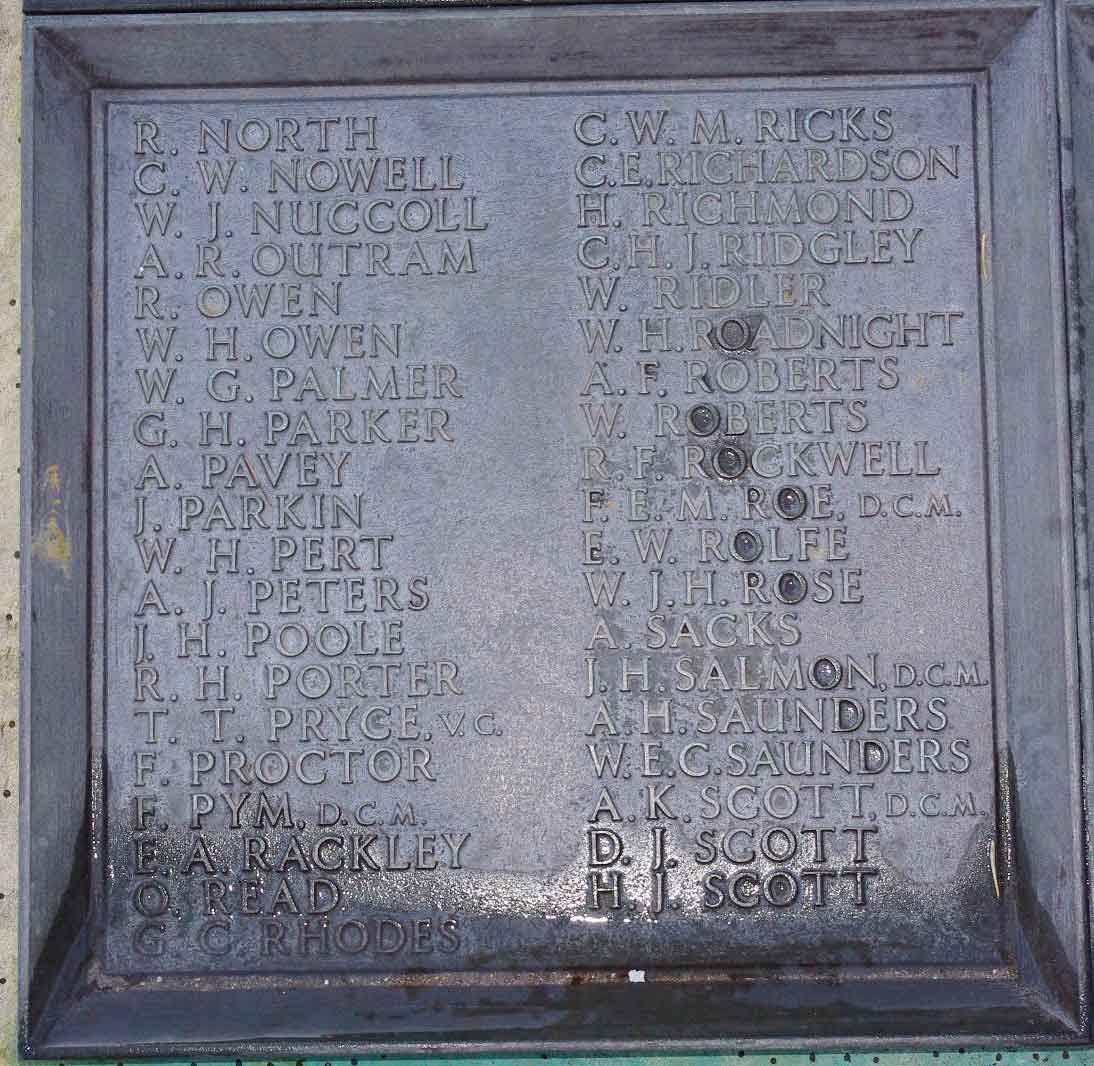 R. NORTH
C. W. NOWELL
W. J. NUCCOLL
A. R. OUTRAM
R. OWEN
W. H. OWEN
W. G. PALMER
G. H. PARKER
A. PAVEY
J. PARKIN
W. H. PERT
A. J. PETERS
J. H. POOLE
R. H. PORTER
T. T. PRYCE, V.C.
F. PROCTOR
F. PYM, D.C.M.
E. A. RACKLEY
O. READ
G. C. RHODES
C. W. M. RICKS
C. E. RICHARDSON
H. RICHMOND
C. H. J. RIDGLEY
W. RIDLER
W. H. ROADNIGHT
A. F. ROBERTS
W. ROBERTS
R. F. ROCKWELL
F. E. M. ROE, D.C.M.
E. W. ROLFE
W. J. H. ROSE
A. SACKS
J. H. SALMON, D.C.M.
A. H. SAUNDERS
W. E. C. SAUNDERS
A. K. SCOTT, D.C.M.
D. J. SCOTT
H. J. SCOTT